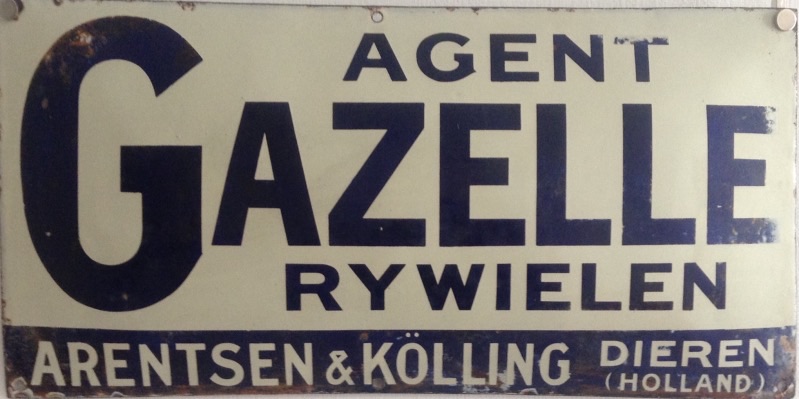 AGENT
GAZELLE
RYWIELEN
ARENTSEN & KÖLLING DIEREN
(HOLLAND)